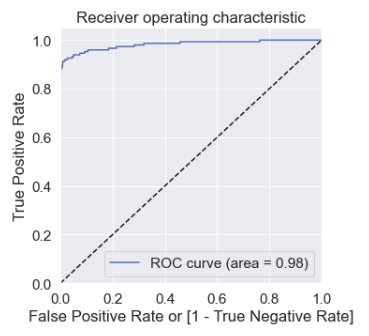 Receiver operating characteristic
True Positive Rate
1.0
0.8
0.6
0.4
0.2
0.0
ROC curve (area = 0.98)
0.0 0.2 0.4 0.6 0.8 1.0
False Positive Rate or [1 - True Negative Rate]